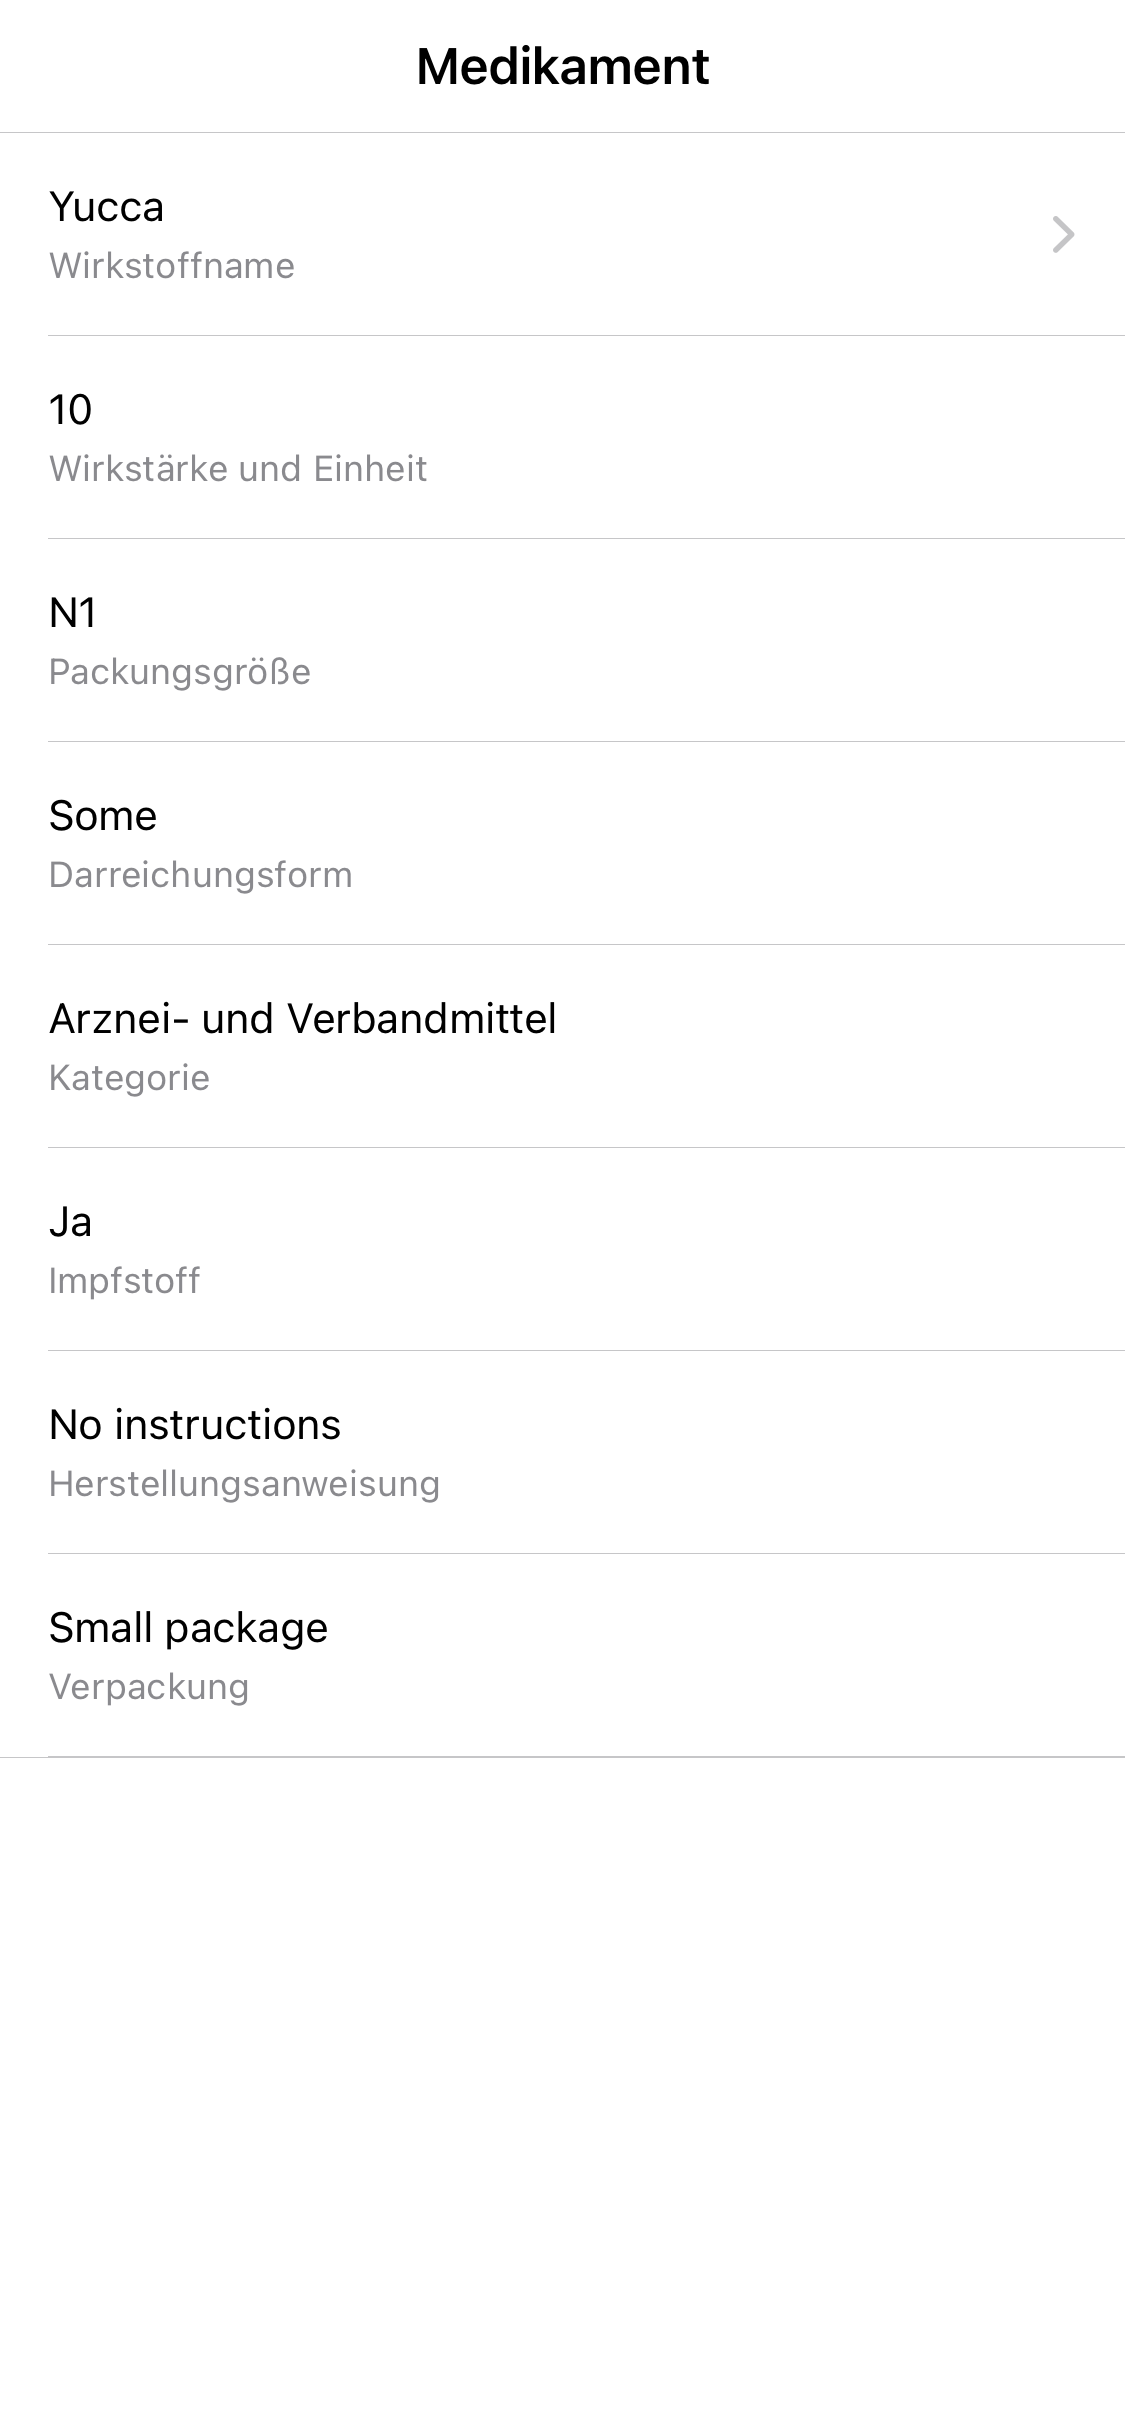 Medikament
Yucca
Wirkstoffname
10
Wirkstärke und Einheit
N1
Packungsgröße
Some
Darreichungsform
Arznei- und Verbandmittel
Kategorie
Ja
Impfstoff
No instructions
Herstellungsanweisung
Small package
Verpackung